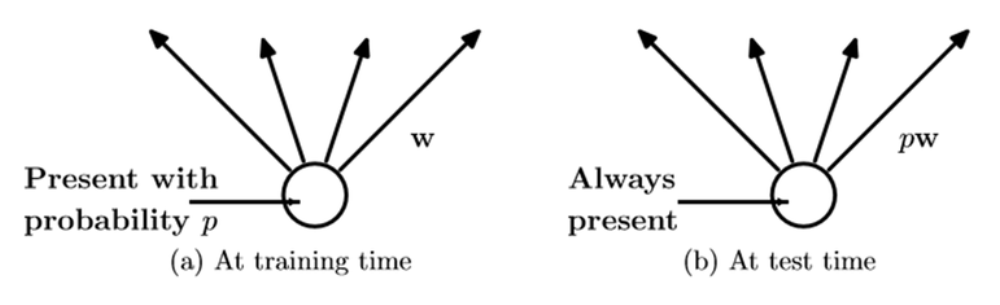 w
Present with
probability p
(a) At training time
pw
Always
present
(b) At test time